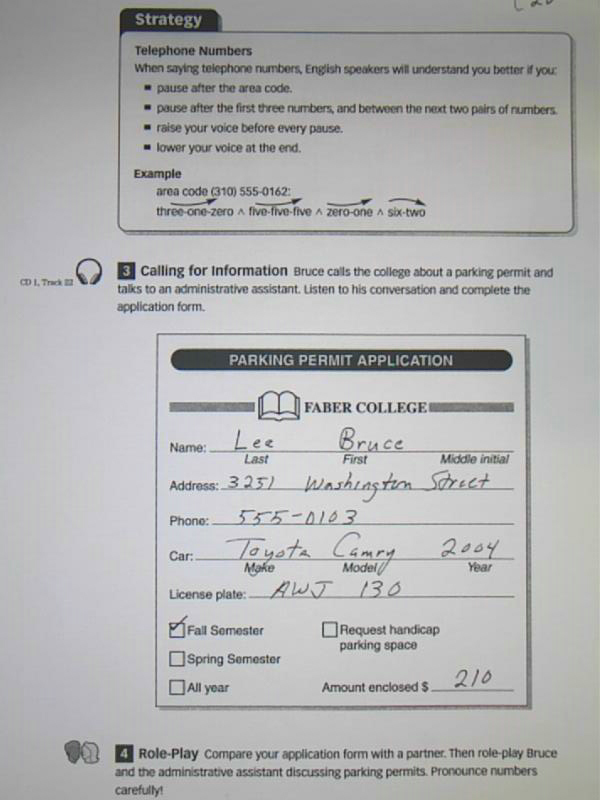 Strategy
Telephone Numbers
When saying telephone numbers, English speakers will understand you better if you:
■ pause after the area code.
■ pause after the first three numbers, and between the next two pairs of numbers.
■ raise your voice before every pause.
■ lower your voice at the end.
Example
area code (310) 555-0162:
three-one-zero ∧ five-five-five ∧ zero-one ∧ six-two
CD 1, Track 22
3 Calling for Information Bruce calls the college about a parking permit and
talks to an administrative assistant. Listen to his conversation and complete the
application form.
PARKING PERMIT APPLICATION
FABER COLLEGE
Name: Lee Bruce
Last First Middle initial
Address: 3251 Washington Street
Phone: 555-0103
Car: Toyota Camry 2004
Make Model Year
License plate: AWJ 130
Fall Semester Request handicap
parking space
Spring Semester
All year Amount enclosed $ 210
4 Role-Play Compare your application form with a partner. Then role-play Bruce
and the administrative assistant discussing parking permits. Pronounce numbers
carefully!